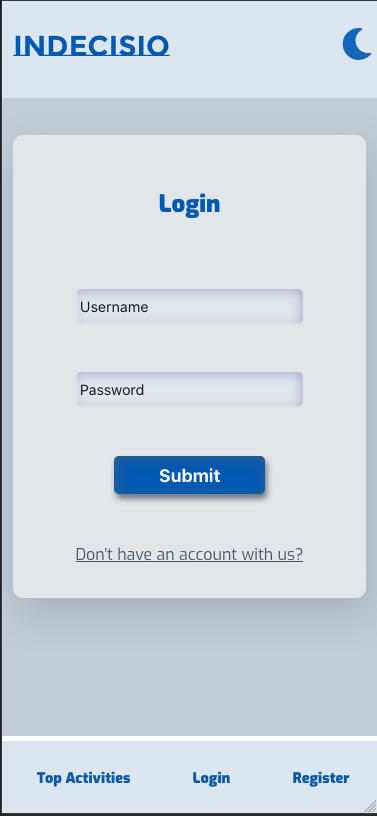 INDECISIO
Login
Username
Password
Submit
Don't have an account with us?
Top Activities Login Register